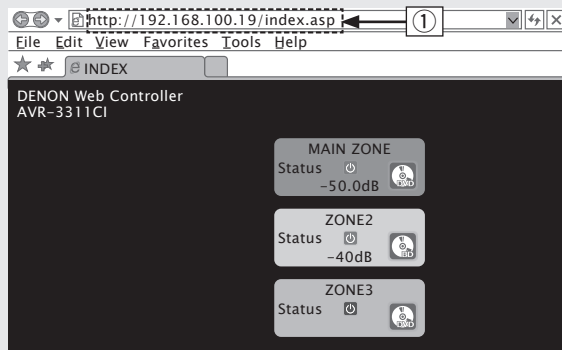 http://192.168.100.19/index.asp
①
File Edit View Favorites Tools Help
INDEX
DENON Web Controller
AVR-3311CI
MAIN ZONE
Status
-50.0dB
DVD
ZONE2
Status
-40dB
BD
ZONE3
Status
DVD